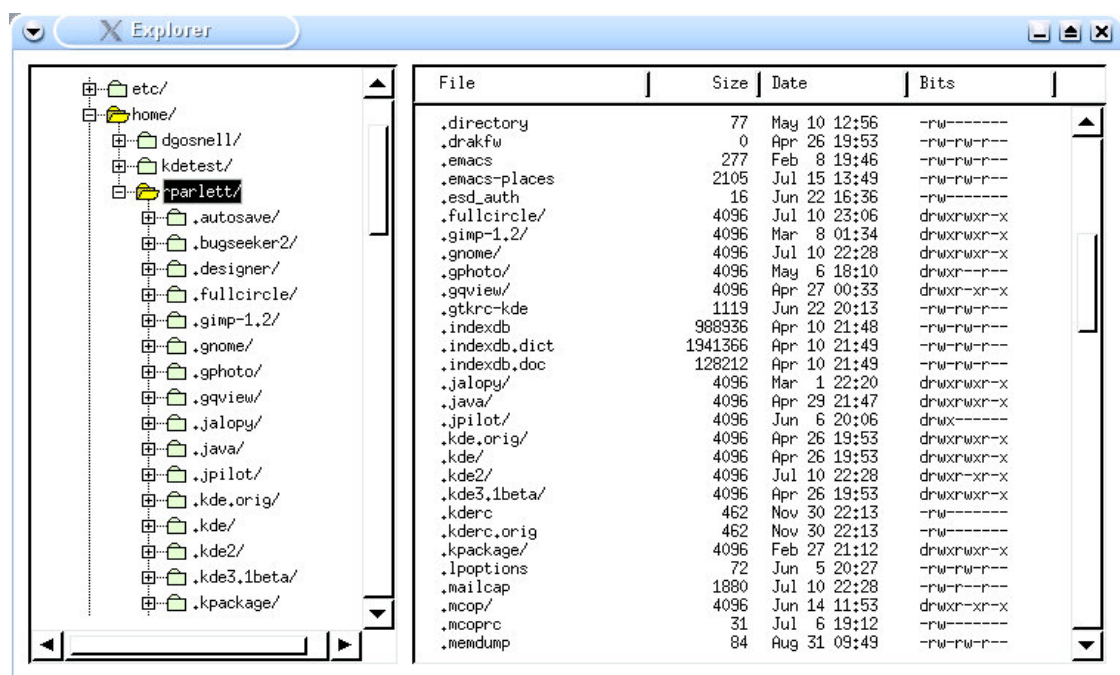 Explorer
etc/
home/
dgosnell/
kdetest/
rparlett/
.autosave/
.bugseeker2/
.designer/
.fullcircle/
.gimp-1.2/
.gnome/
.gphoto/
.gqview/
.jalopy/
.java/
.jpilot/
.kde.orig/
.kde/
.kde2/
.kde3.1beta/
.kpackage/
File Size Date Bits
.directory 77 May 10 12:56 -rw-------
.drakfw 0 Apr 26 19:53 -rw-rw-r--
.emacs 277 Feb 8 19:46 -rw-rw-r--
.emacs-places 2105 Jul 15 13:49 -rw-rw-r--
.esd_auth 16 Jun 22 16:36 -rw-------
.fullcircle/ 4096 Jul 10 23:06 drwxrwxr-x
.gimp-1.2/ 4096 Mar 8 01:34 drwxrwxr-x
.gnome/ 4096 Jul 10 22:28 drwxrwxr-x
.gphoto/ 4096 May 6 18:10 drwxr--r--
.gqview/ 4096 Apr 27 00:33 drwxr-xr-x
.gtkrc-kde 1119 Jun 22 20:13 -rw-rw-r--
.indexdb 988936 Apr 10 21:48 -rw-rw-r--
.indexdb.dict 1941366 Apr 10 21:49 -rw-rw-r--
.indexdb.doc 128212 Apr 10 21:49 -rw-rw-r--
.jalopy/ 4096 Mar 1 22:20 drwxrwxr-x
.java/ 4096 Apr 29 21:47 drwxrwxr-x
.jpilot/ 4096 Jun 6 20:06 drwx------
.kde.orig/ 4096 Apr 26 19:53 drwxrwxr-x
.kde/ 4096 Apr 26 19:53 drwxrwxr-x
.kde2/ 4096 Jul 10 22:28 drwxr-xr-x
.kde3.1beta/ 4096 Apr 26 19:53 drwxrwxr-x
.kderc 462 Nov 30 22:13 -rw-------
.kderc.orig 462 Nov 30 22:13 -rw-------
.kpackage/ 4096 Feb 27 21:12 drwxrwxr-x
.lpoptions 72 Jun 5 20:27 -rw-------
.mailcap 1880 Jul 10 22:28 -rw-r--r--
.mcop/ 4096 Jun 14 11:53 drwxr-xr-x
.mcoprc 31 Jul 6 19:12 -rw-------
.memdump 84 Aug 31 09:49 -rw-rw-r--